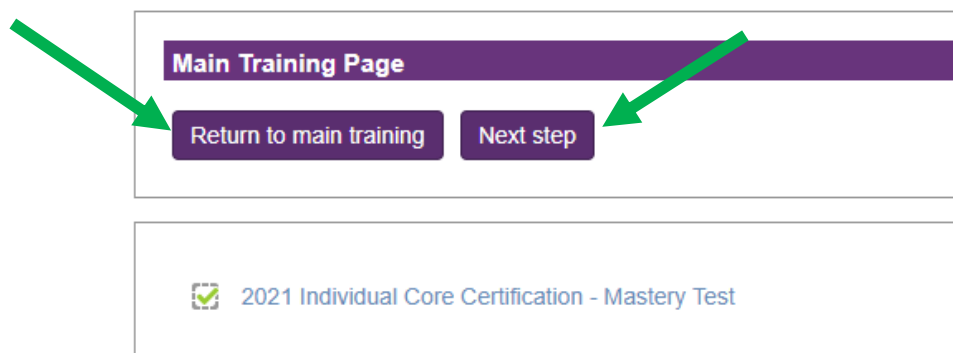 Main Training Page
Return to main training
Next step
2021 Individual Core Certification - Mastery Test